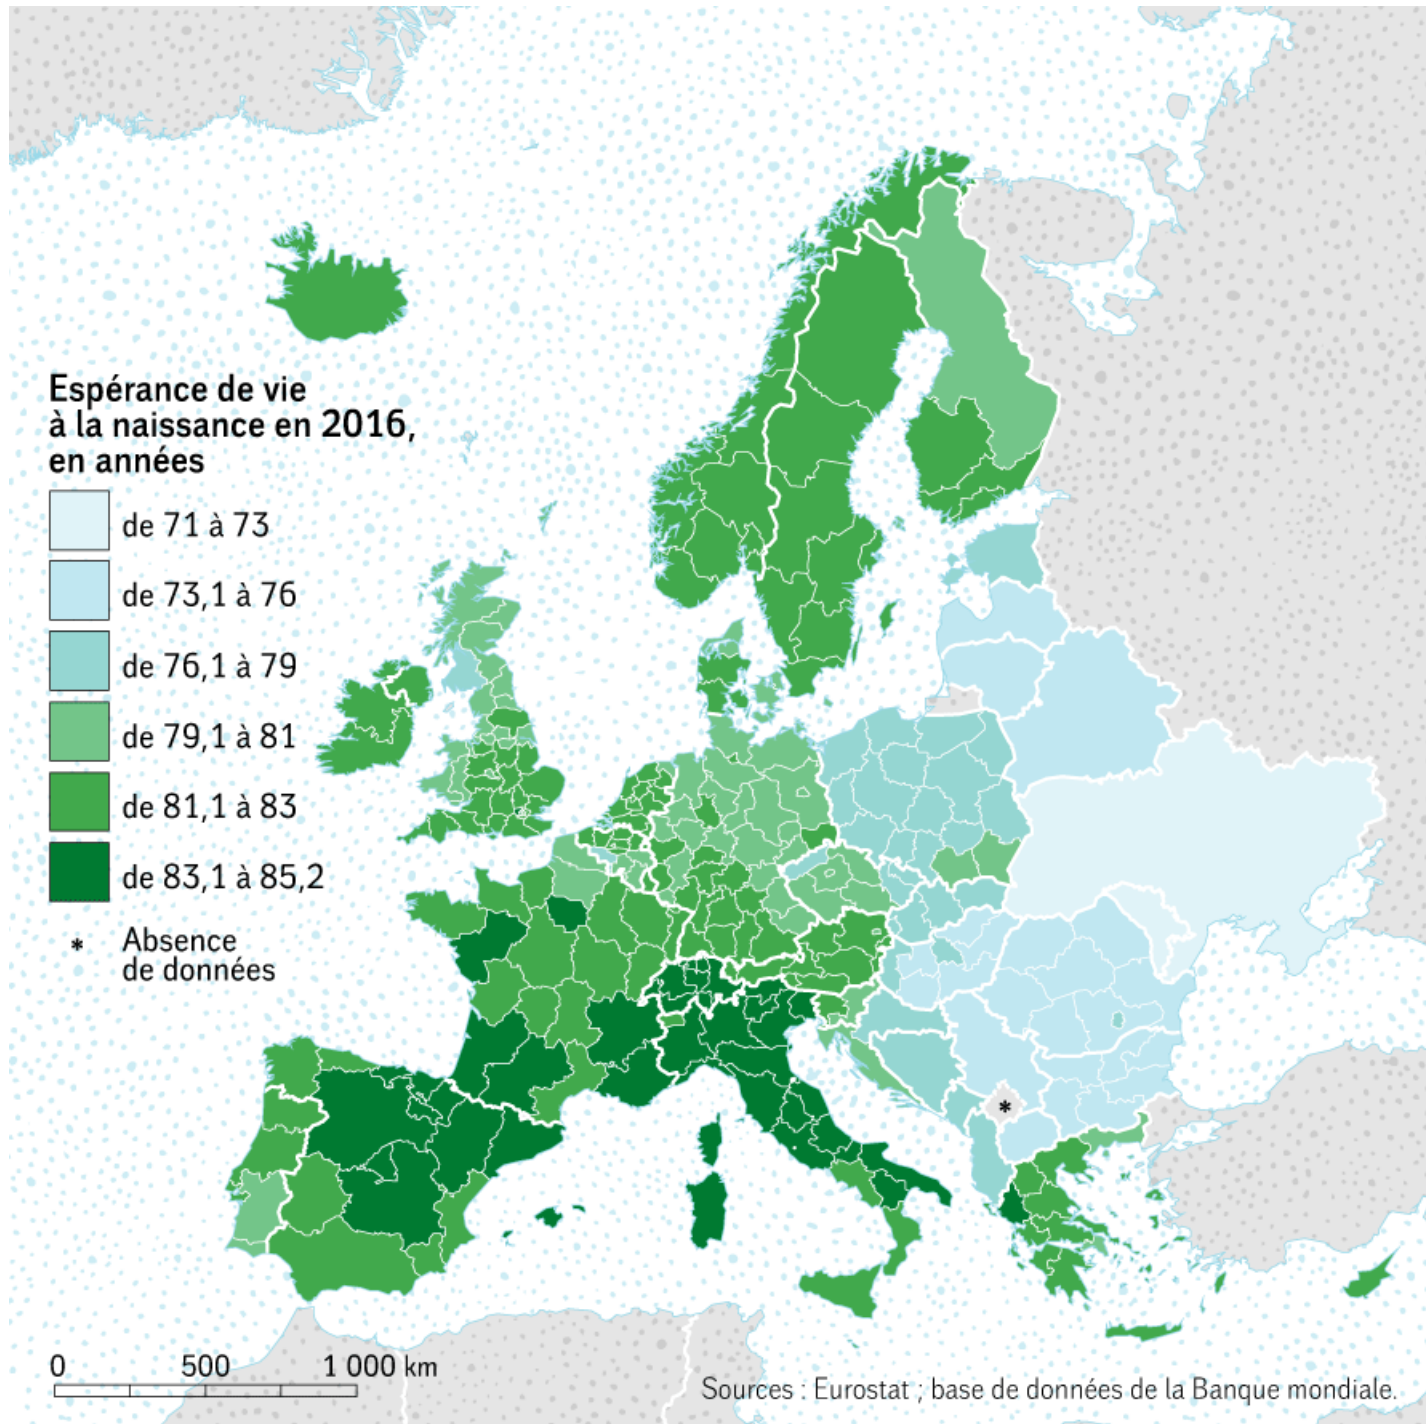 Espérance de vie
à la naissance en 2016,
en années
de 71 à 73
de 73,1 à 76
de 76,1 à 79
de 79,1 à 81
de 81,1 à 83
de 83,1 à 85,2
* Absence
de données
*
0 500 1 000 km
Sources : Eurostat ; base de données de la Banque mondiale.